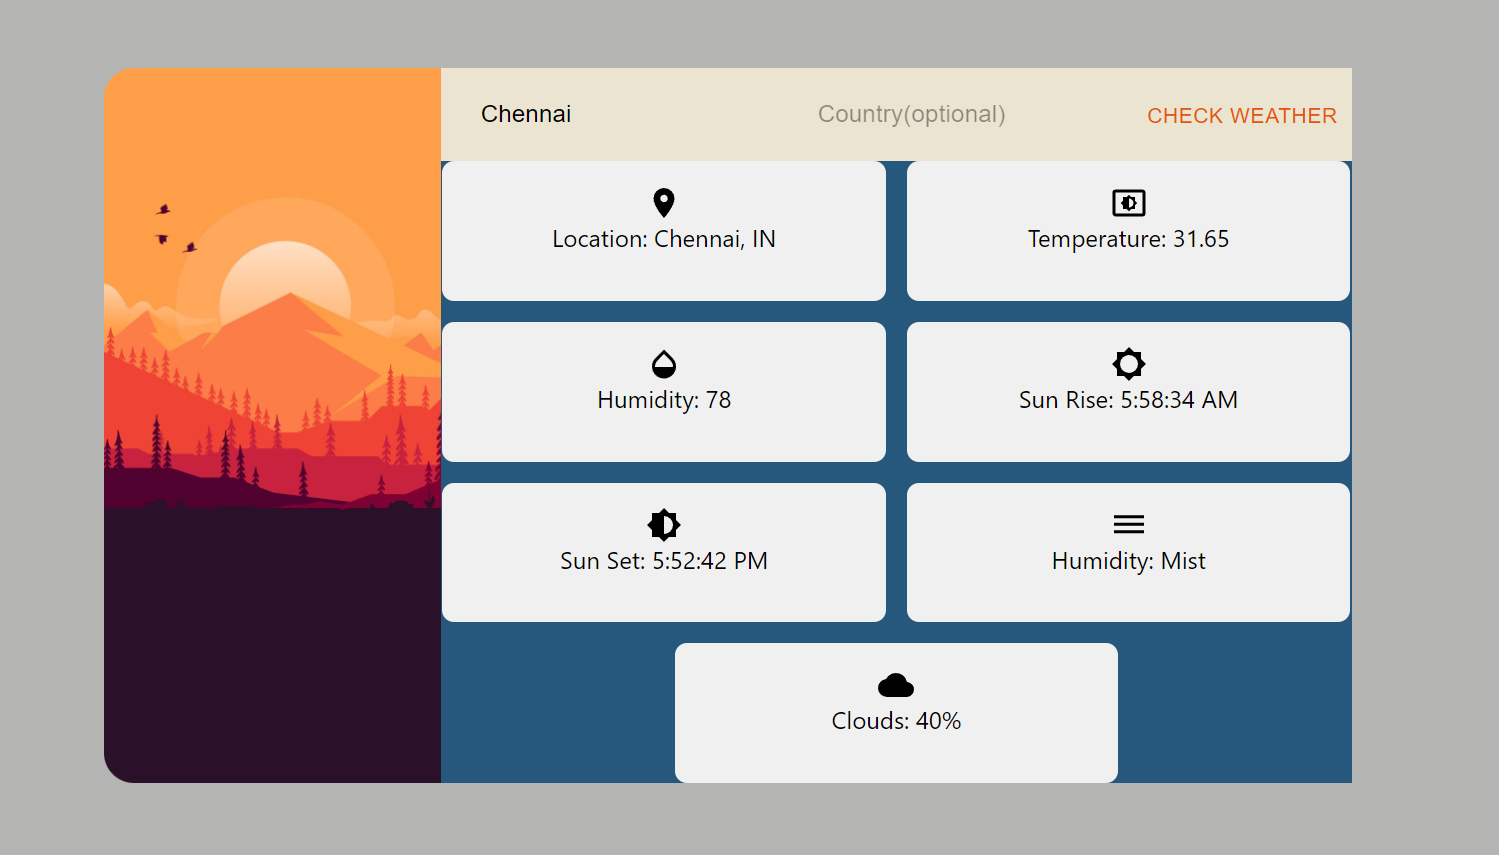 Chennai
Country(optional)
CHECK WEATHER
Location: Chennai, IN
Temperature: 31.65
Humidity: 78
Sun Rise: 5:58:34 AM
Sun Set: 5:52:42 PM
Humidity: Mist
Clouds: 40%